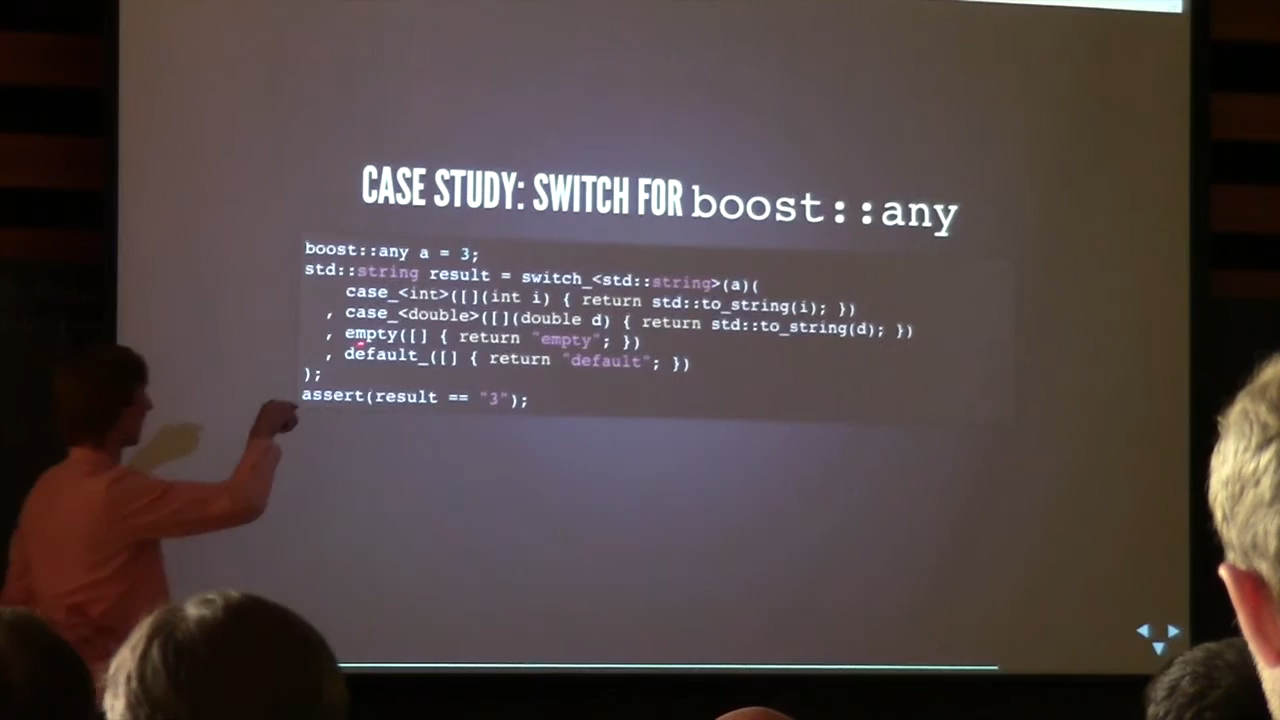 CASE STUDY: SWITCH FOR boost::any
boost::any a = 3;
std::string result = switch_<std::string>(a)(
    case_<int>([](int i) { return std::to_string(i); })
  , case_<double>([](double d) { return std::to_string(d); })
  , empty([] { return "empty"; })
  , default_([] { return "default"; })
);
assert(result == "3");